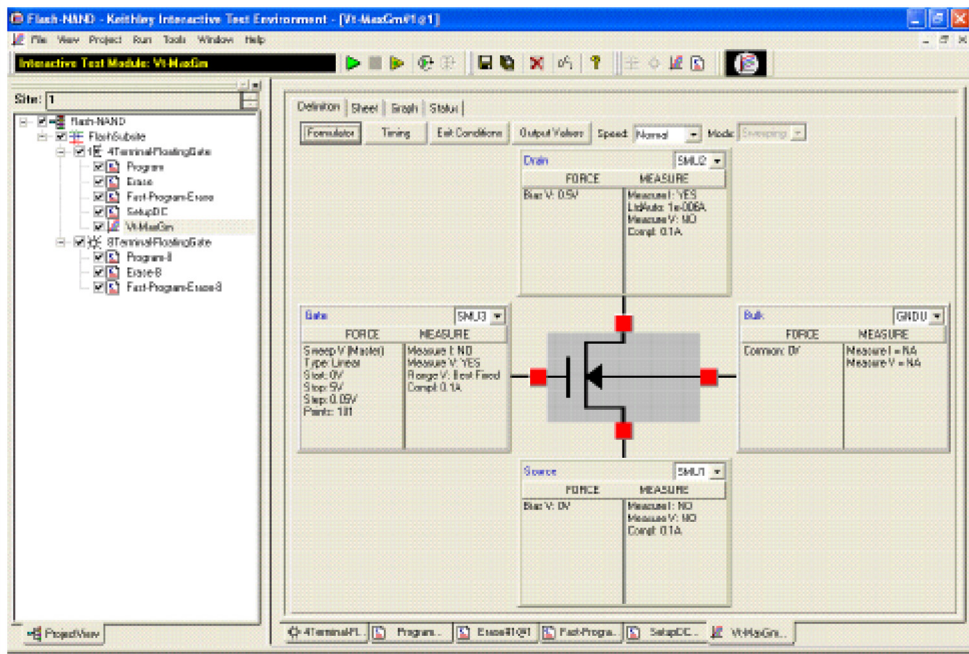 Flash-NAND - Keithley Interactive Test Environment - [Vt-MaxGm#1@1]
File View Project Run Tools Window Help
Interactive Test Module: Vt-MaxGm
Site: 1
Flash-NAND
FlashSubsite
4Terminal-FloatingGate
Program
Erase
Fast-Program-Erase
SetupDC
Vt-MaxGm
8Terminal-FloatingGate
Program-8
Erase-8
Fast-Program-Erase-8
ProjectView
Definition Sheet Graph Status
Formulator Timing Exit Conditions Output Values Speed: Normal Mode: Sweeping
Drain SMU2
FORCE MEASURE
Bias V: 0.5V
Measure I: YES
LtdAuto: 1e-006A
Measure V: NO
Compl: 0.1A
Gate SMU3
FORCE MEASURE
Sweep V (Master)
Type: Linear
Start: 0V
Stop: 5V
Step: 0.05V
Points: 101
Measure I: NO
Measure V: YES
Range V: Best Fixed
Compl: 0.1A
Bulk GNDU
FORCE MEASURE
Common: 0V
Measure I = NA
Measure V = NA
Source SMU1
FORCE MEASURE
Bias V: 0V
Measure I: NO
Measure V: NO
Compl: 0.1A
4Terminal-Fl... Program... Erase#1@1 Fast-Progra... SetupDC... Vt-MaxGm...